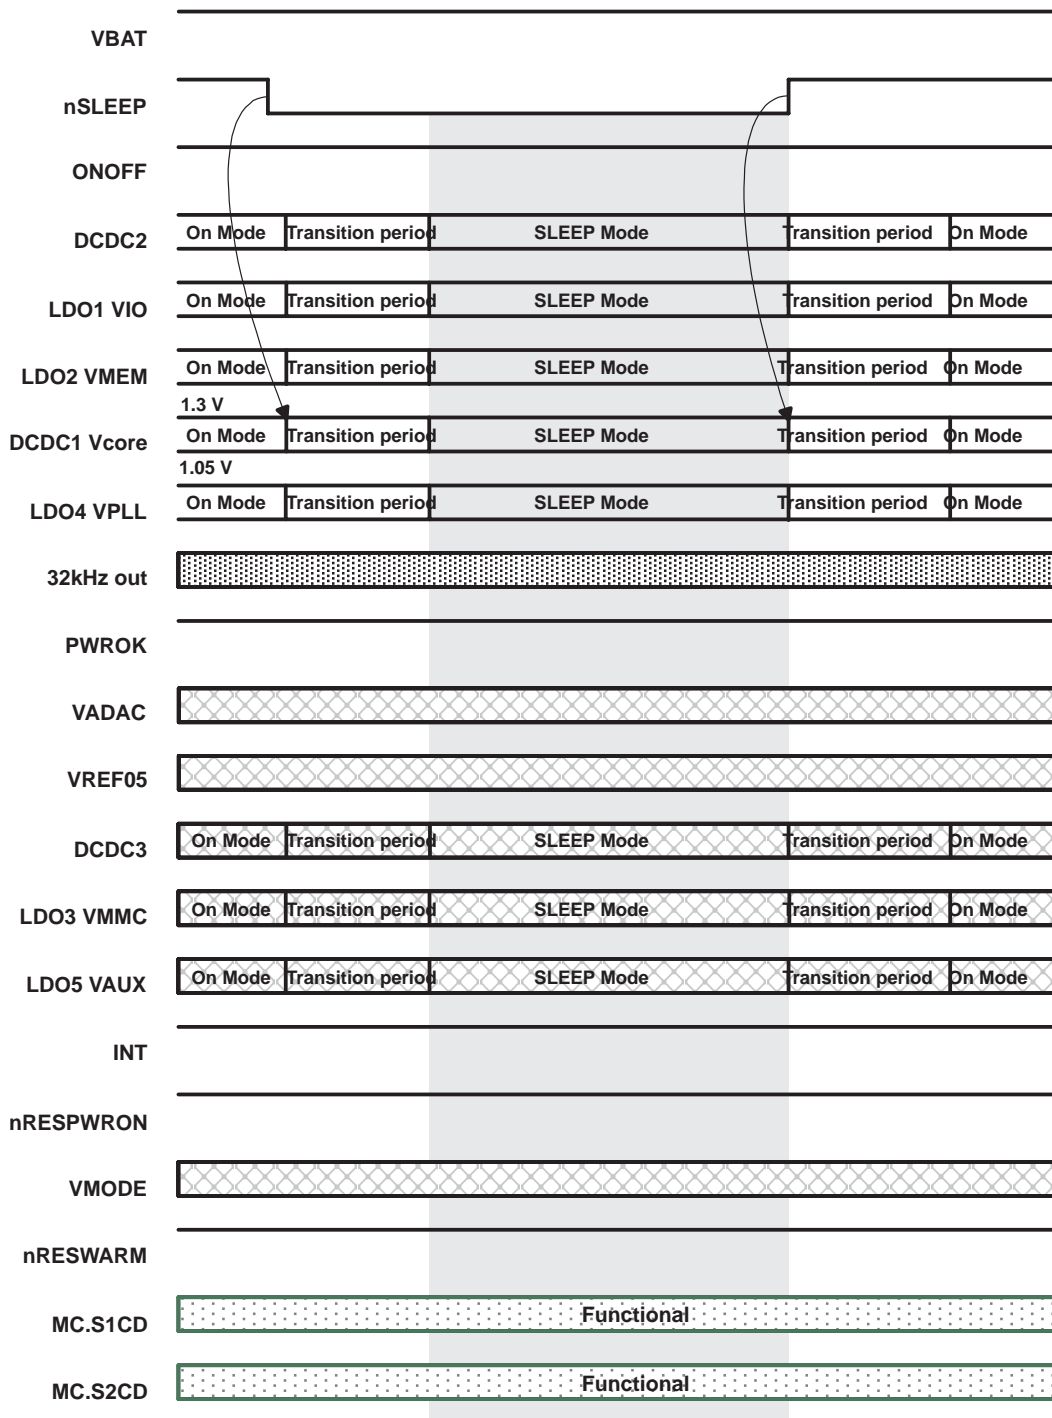 VBAT
nSLEEP
ONOFF
DCDC2 On Mode Transition period SLEEP Mode Transition period On Mode
LDO1 VIO On Mode Transition period SLEEP Mode Transition period On Mode
LDO2 VMEM On Mode Transition period SLEEP Mode Transition period On Mode
1.3 V
DCDC1 Vcore On Mode Transition period SLEEP Mode Transition period On Mode
1.05 V
LDO4 VPLL On Mode Transition period SLEEP Mode Transition period On Mode
32kHz out
PWROK
VADAC
VREF05
DCDC3 On Mode Transition period SLEEP Mode Transition period On Mode
LDO3 VMMC On Mode Transition period SLEEP Mode Transition period On Mode
LDO5 VAUX On Mode Transition period SLEEP Mode Transition period On Mode
INT
nRESPWRON
VMODE
nRESWARM
MC.S1CD Functional
MC.S2CD Functional